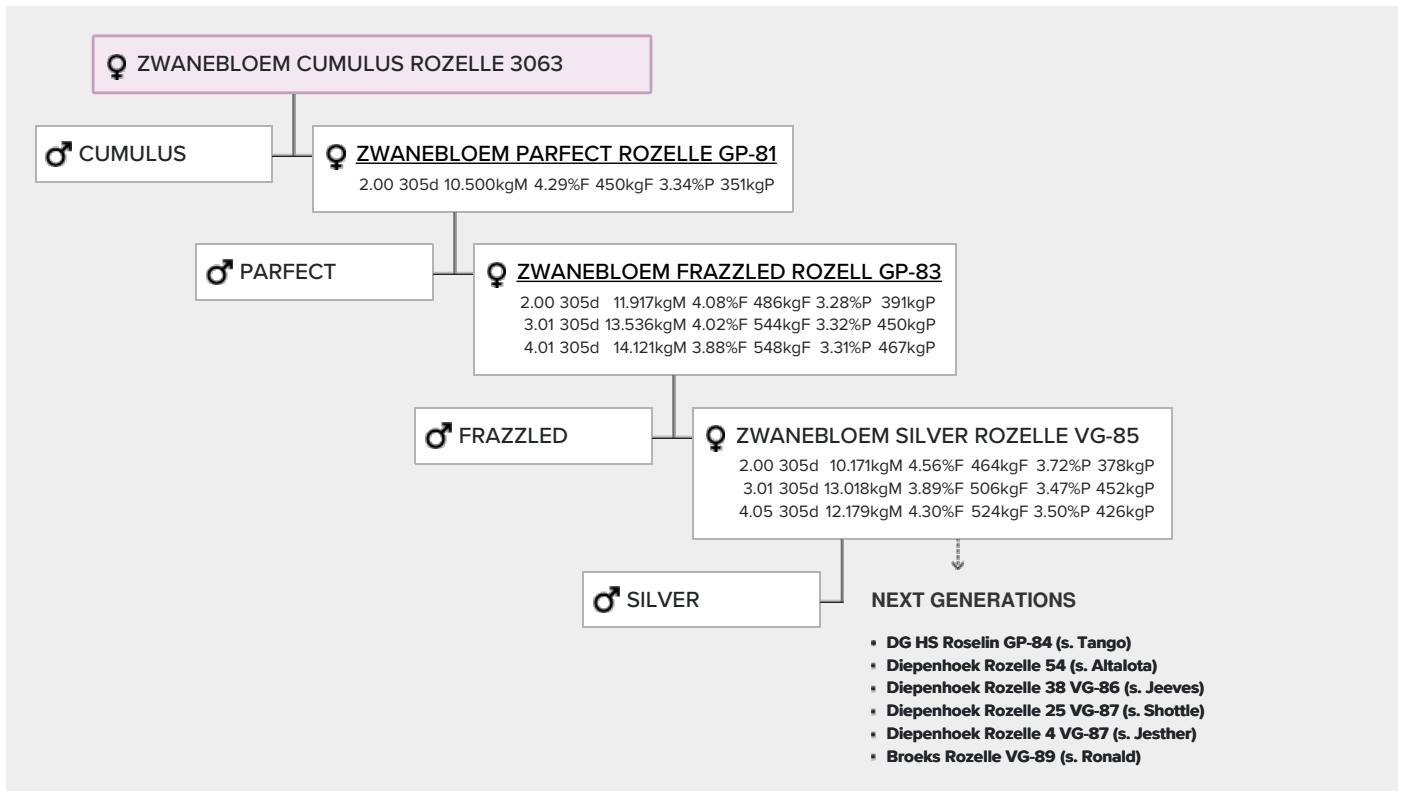 ZWANEBLOEM CUMULUS ROZELLE 3063
CUMULUS
ZWANEBLOEM PARFECT ROZELLE GP-81
2.00 305d 10.500kgM 4.29%F 450kgF 3.34%P 351kgP
PARFECT
ZWANEBLOEM FRAZZLED ROZELL GP-83
2.00 305d 11.917kgM 4.08%F 486kgF 3.28%P 391kgP
3.01 305d 13.536kgM 4.02%F 544kgF 3.32%P 450kgP
4.01 305d 14.121kgM 3.88%F 548kgF 3.31%P 467kgP
FRAZZLED
ZWANEBLOEM SILVER ROZELLE VG-85
2.00 305d 10.171kgM 4.56%F 464kgF 3.72%P 378kgP
3.01 305d 13.018kgM 3.89%F 506kgF 3.47%P 452kgP
4.05 305d 12.179kgM 4.30%F 524kgF 3.50%P 426kgP
SILVER
NEXT GENERATIONS
DG HS Roselin GP-84 (s. Tango)
Diepenhoek Rozelle 54 (s. Altalota)
Diepenhoek Rozelle 38 VG-86 (s. Jeeves)
Diepenhoek Rozelle 25 VG-87 (s. Shottle)
Diepenhoek Rozelle 4 VG-87 (s. Jesther)
Broeks Rozelle VG-89 (s. Ronald)